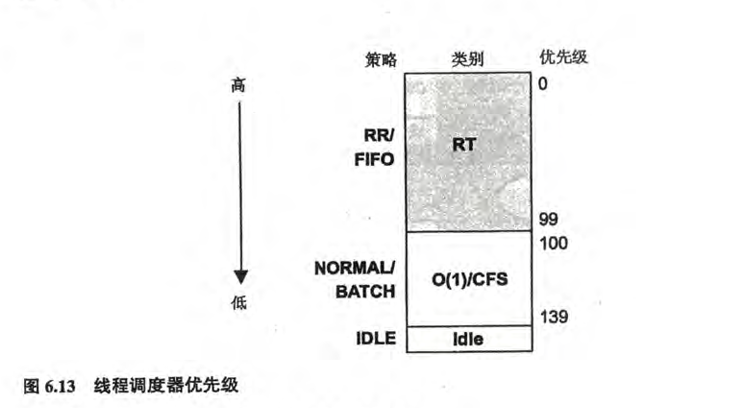 策略 类别 优先级
高
0
RR/
FIFO
RT
99
100
NORMAL/
BATCH
O(1)/CFS
低
139
IDLE
Idle
图 6.13 线程调度器优先级